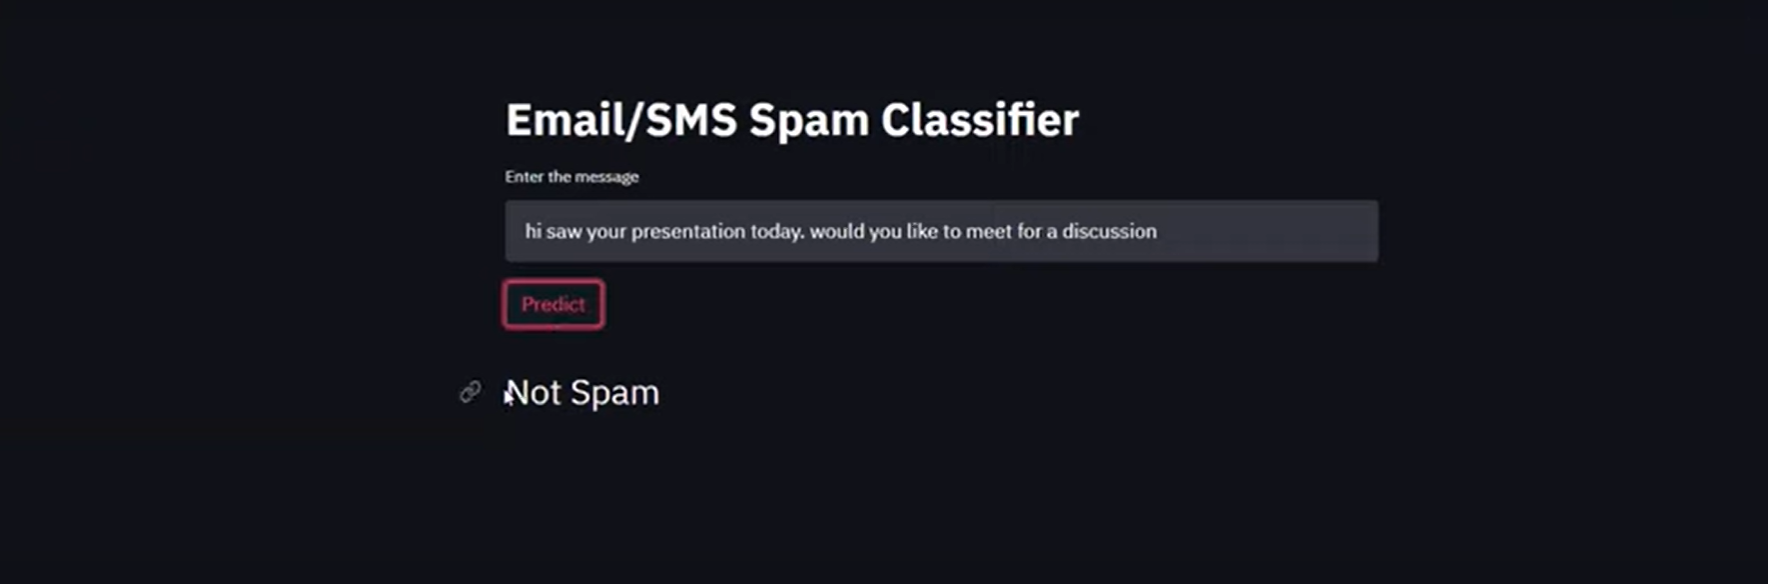 Email/SMS Spam Classifier
Enter the message
hi saw your presentation today. would you like to meet for a discussion
Predict
Not Spam